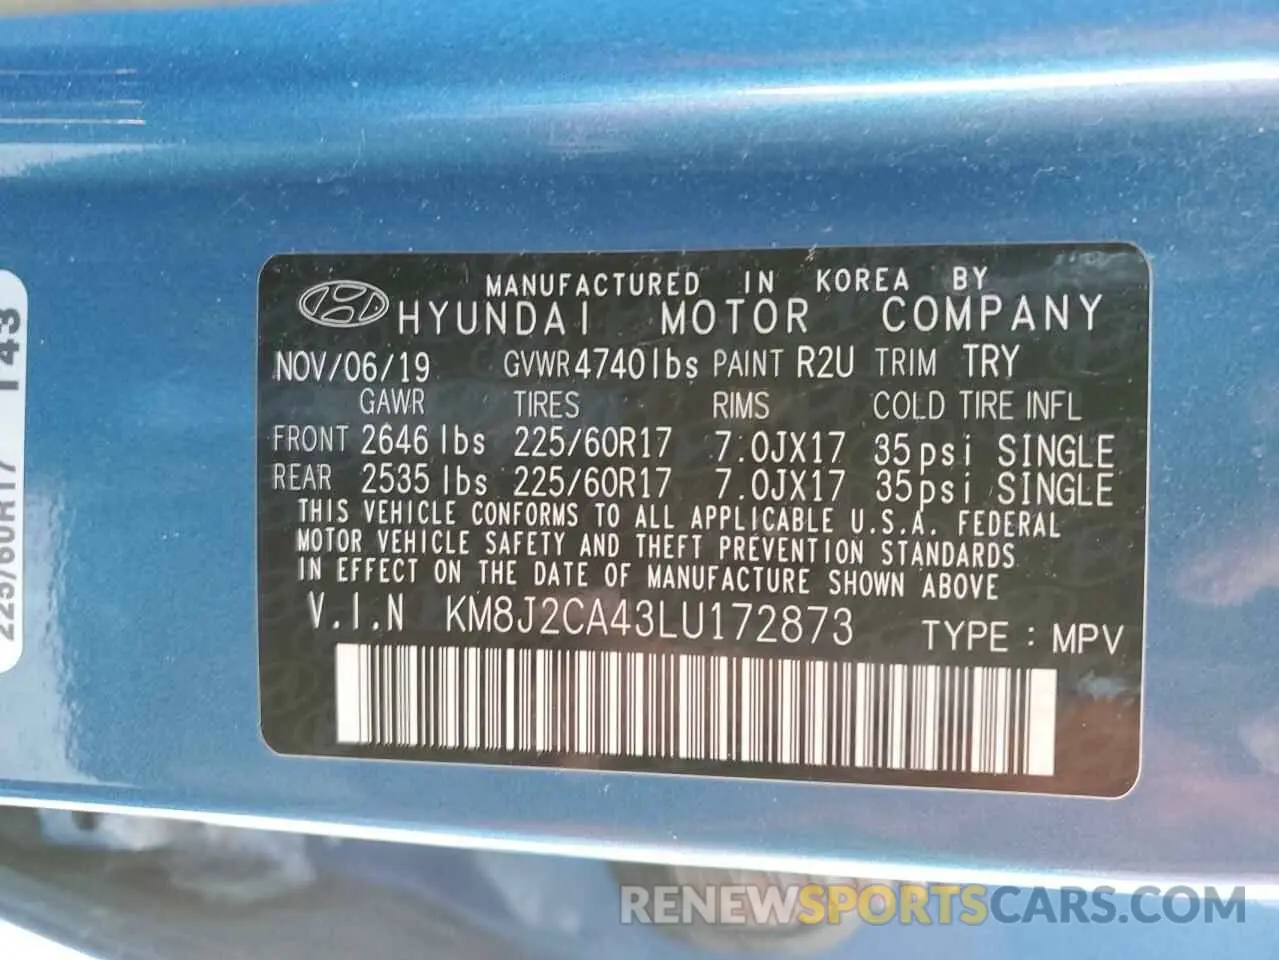 MANUFACTURED IN KOREA BY
HYUNDAI MOTOR COMPANY
NOV/06/19 GVWR 4740lbs PAINT R2U TRIM TRY
GAWR TIRES RIMS COLD TIRE INFL
FRONT 2646 lbs 225/60R17 7.0JX17 35psi SINGLE
REAR 2535 lbs 225/60R17 7.0JX17 35psi SINGLE
THIS VEHICLE CONFORMS TO ALL APPLICABLE U.S.A. FEDERAL
MOTOR VEHICLE SAFETY AND THEFT PREVENTION STANDARDS
IN EFFECT ON THE DATE OF MANUFACTURE SHOWN ABOVE
V.I.N KM8J2CA43LU172873 TYPE : MPV
225/60R17 143
RENEWSPORTSCARS.COM